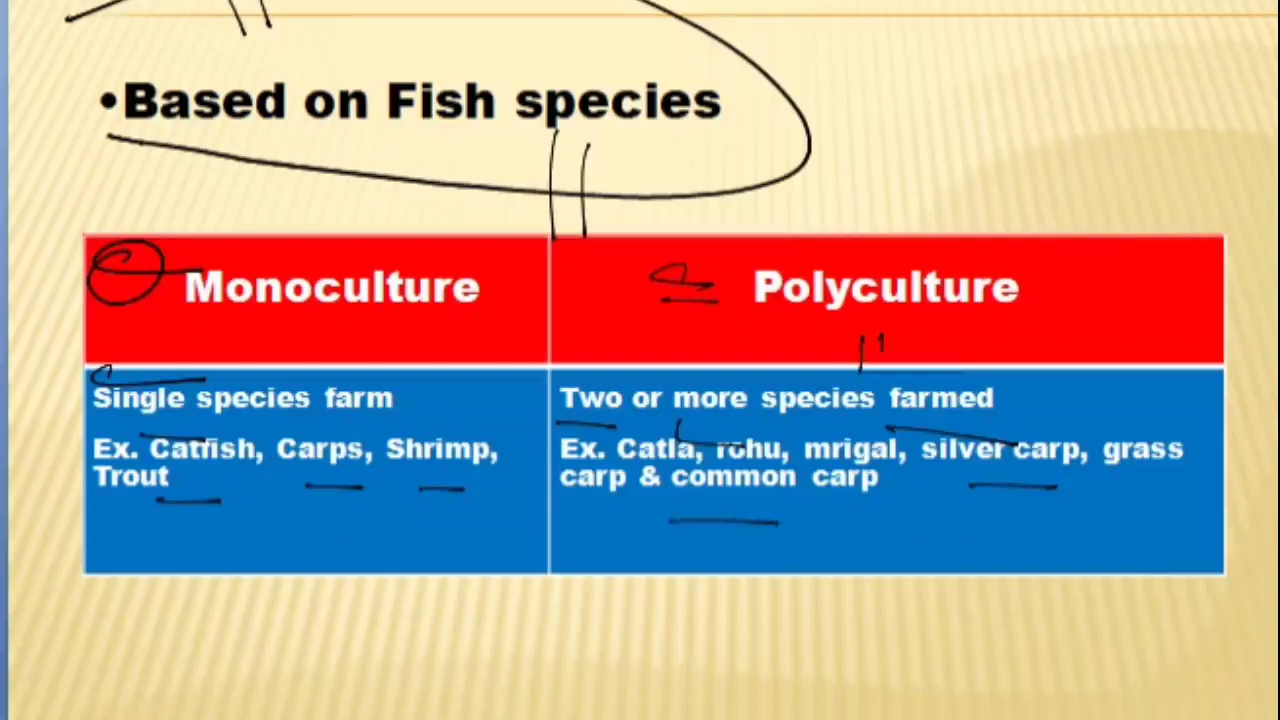 •Based on Fish species
Monoculture
Polyculture
Single species farm
Ex. Catfish, Carps, Shrimp,
Trout
Two or more species farmed
Ex. Catla, rohu, mrigal, silver carp, grass
carp & common carp